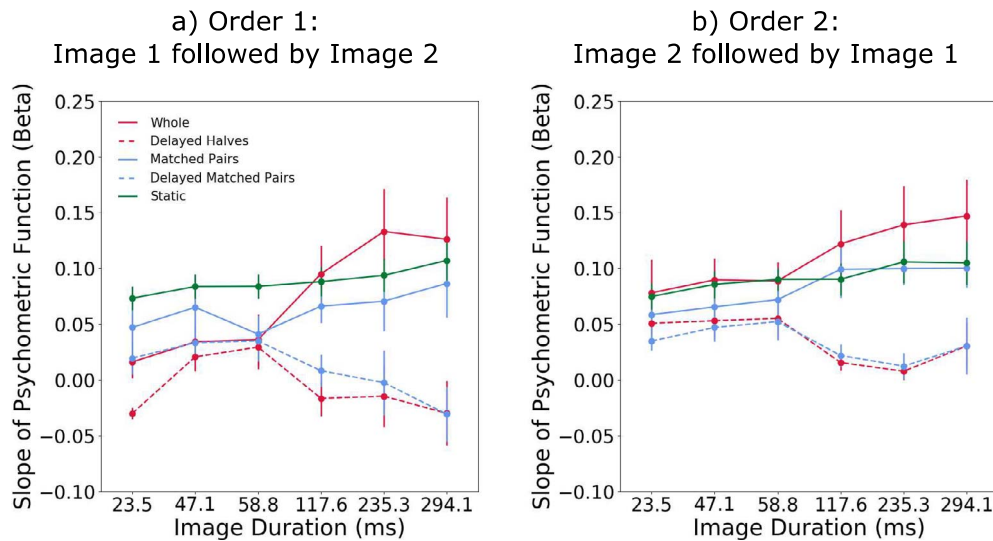 a) Order 1:
Image 1 followed by Image 2
Slope of Psychometric Function (Beta)
0.25
0.20
0.15
0.10
0.05
0.00
−0.05
−0.10
Whole
Delayed Halves
Matched Pairs
Delayed Matched Pairs
Static
23.5 47.1 58.8 117.6 235.3 294.1
Image Duration (ms)
b) Order 2:
Image 2 followed by Image 1
Slope of Psychometric Function (Beta)
0.25
0.20
0.15
0.10
0.05
0.00
−0.05
−0.10
23.5 47.1 58.8 117.6 235.3 294.1
Image Duration (ms)